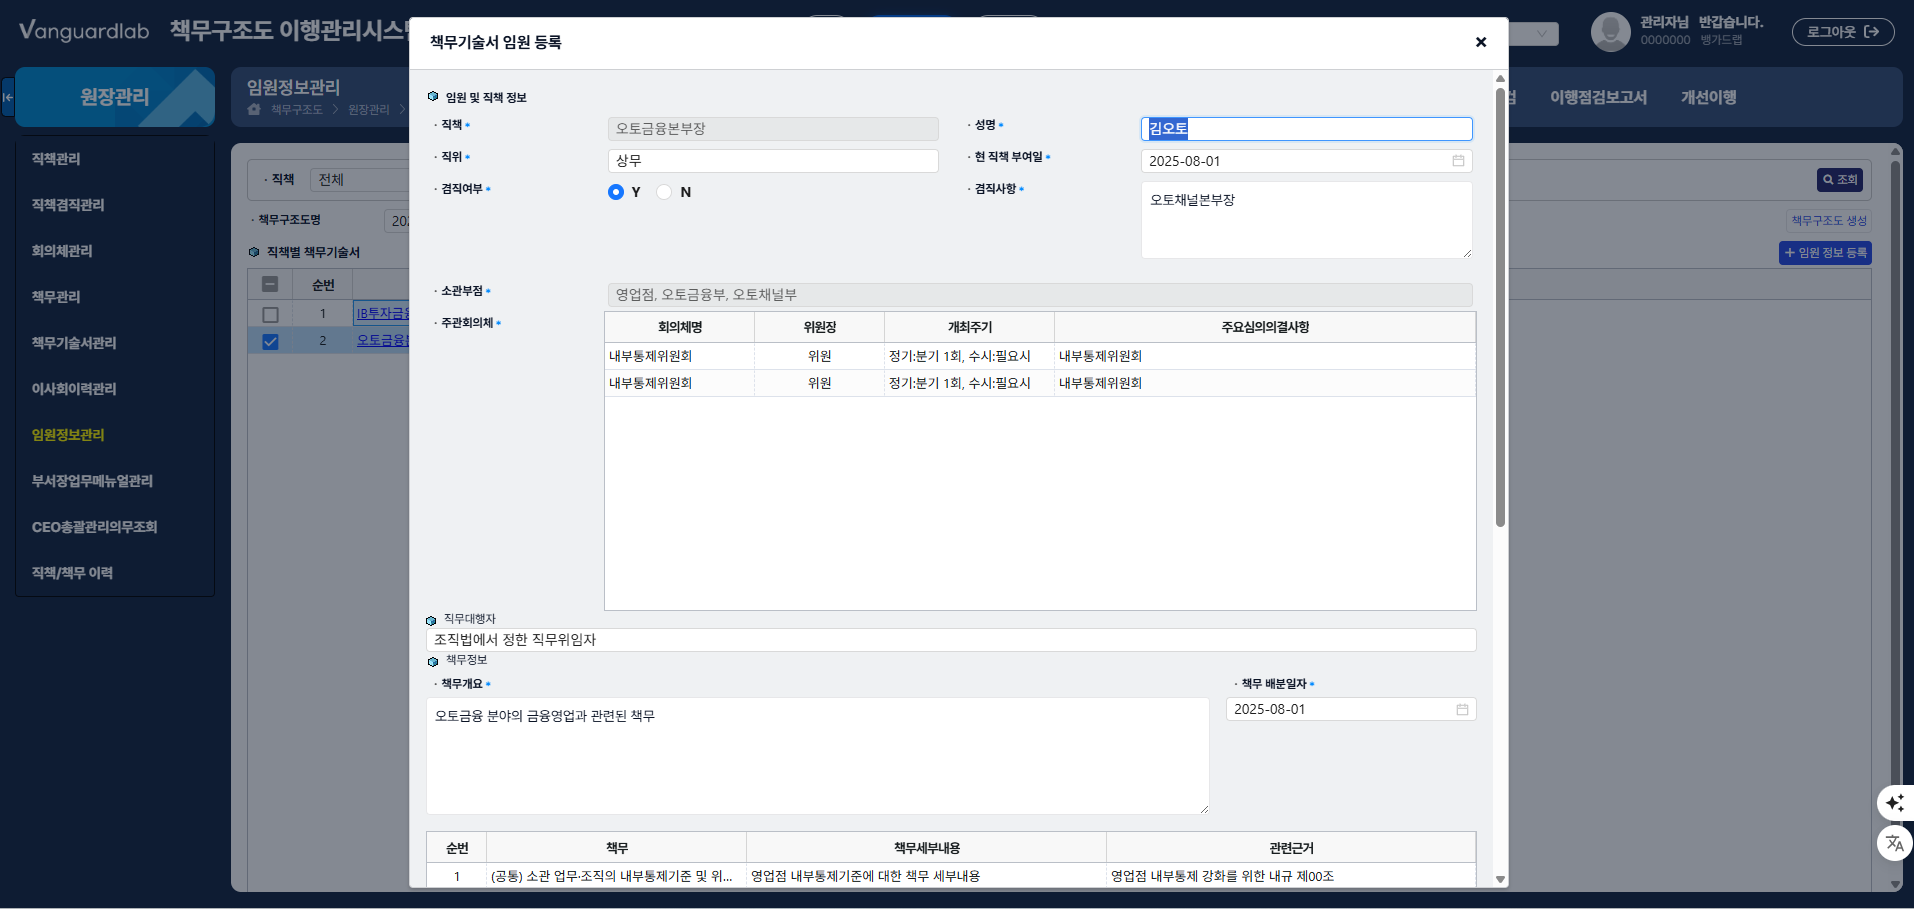 Vanguardlab 책무구조도 이행관리시스템
관리자님 반갑습니다.
0000000 뱅가드랩
로그아웃
원장관리
임원정보관리
책무구조도 > 원장관리 >
이행점검보고서
개선이행
직책관리
직책겸직관리
회의체관리
책무관리
책무기술서관리
이사회이력관리
임원정보관리
부서장업무메뉴얼관리
CEO총괄관리의무조회
직책/책무 이력
· 직책 전체
조회
· 책무구조도명 202
책무구조도 생성
직책별 책무기술서
+ 임원 정보 등록
순번
1 IB투자금융
2 오토금융본
책무기술서 임원 등록
임원 및 직책 정보
· 직책 * 오토금융본부장
· 성명 * 김오토
· 직위 * 상무
· 현 직책 부여일 * 2025-08-01
· 겸직여부 * Y N
· 겸직사항 * 오토채널본부장
· 소관부점 * 영업점, 오토금융부, 오토채널부
· 주관회의체 *
회의체명 위원장 개최주기 주요심의의결사항
내부통제위원회 위원 정기:분기 1회, 수시:필요시 내부통제위원회
내부통제위원회 위원 정기:분기 1회, 수시:필요시 내부통제위원회
직무대행자
조직법에서 정한 직무위임자
책무정보
· 책무개요 *
· 책무 배분일자 *
오토금융 분야의 금융영업과 관련된 책무
2025-08-01
순번 책무 책무세부내용 관련근거
1 (공통) 소관 업무·조직의 내부통제기준 및 위... 영업점 내부통제기준에 대한 책무 세부내용 영업점 내부통제 강화를 위한 내규 제00조